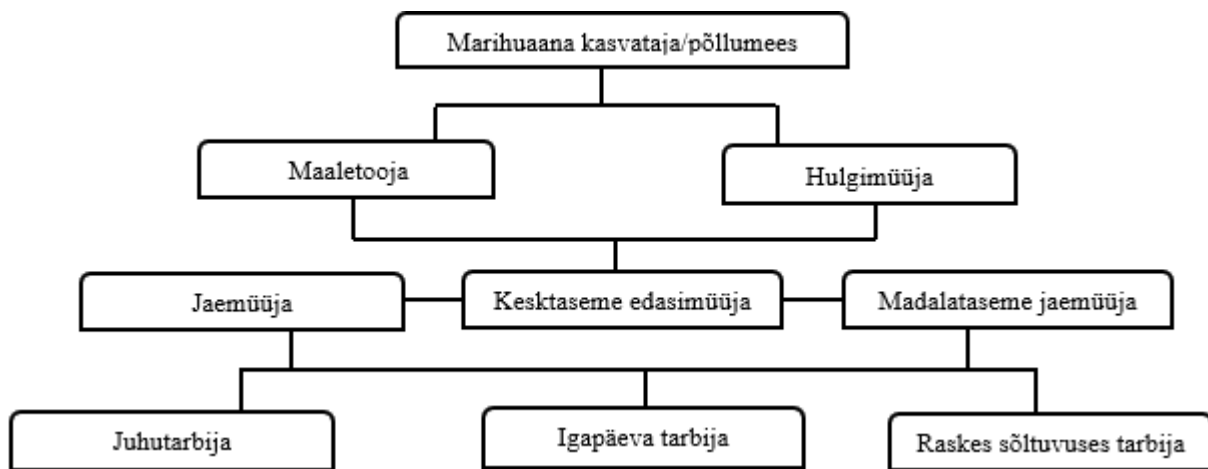 Marihuaana kasvataja/põllumees
Maaletooja
Hulgimüüja
Jaemüüja
Kesktaseme edasimüüja
Madalataseme jaemüüja
Juhutarbija
Igapäeva tarbija
Raskes sõltuvuses tarbija